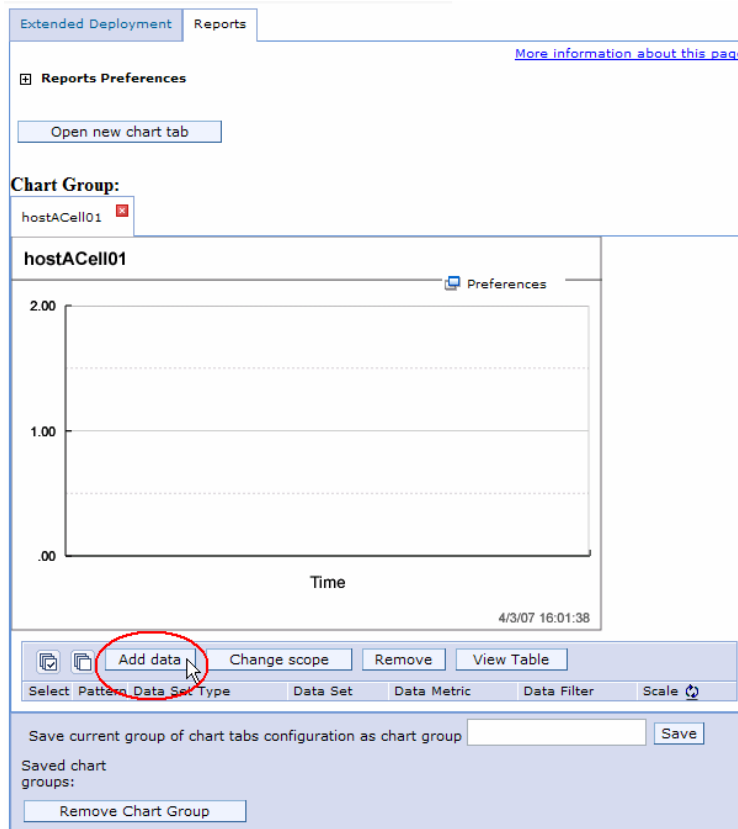 Extended Deployment Reports
More information about this page
Reports Preferences
Open new chart tab
Chart Group:
hostACell01
hostACell01
Preferences
2.00
1.00
.00
Time
4/3/07 16:01:38
Add data Change scope Remove View Table
Select Pattern Data Set Type Data Set Data Metric Data Filter Scale
Save current group of chart tabs configuration as chart group Save
Saved chart
groups:
Remove Chart Group